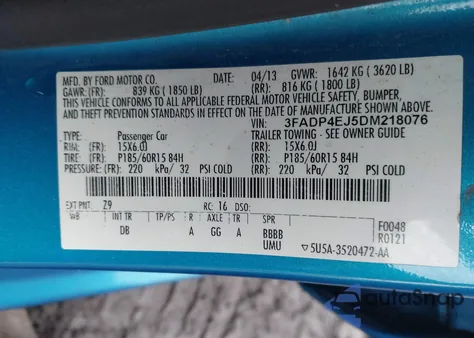 MFD. BY FORD MOTOR CO.
DATE: 04/13 GVWR: 1642 KG ( 3620 LB)
GAWR: (FR): 839 KG ( 1850 LB) (RR): 816 KG ( 1800 LB)
THIS VEHICLE CONFORMS TO ALL APPLICABLE FEDERAL MOTOR VEHICLE SAFETY, BUMPER,
AND THEFT PREVENTION STANDARDS IN EFFECT ON THE DATE OF MANUFACTURE SHOWN ABOVE.
VIN: 3FADP4EJ5DM218076
TYPE: Passenger Car TRAILER TOWING - SEE OWNER GUIDE
RIM: (FR): 15X6.0J (RR): 15X6.0J
TIRES: (FR): P185/60R15 84H (RR): P185/60R15 84H
PRESSURE: (FR): 220 kPa/ 32 PSI COLD (RR): 220 kPa/ 32 PSI COLD
EXT PNT: Z9 RC: 16 DSO: F0048
WB INT TR TP/PS R AXLE TR SPR R0121
DB A GG A BBBB
UMU 5U5A-3520472-AA
autoSnap